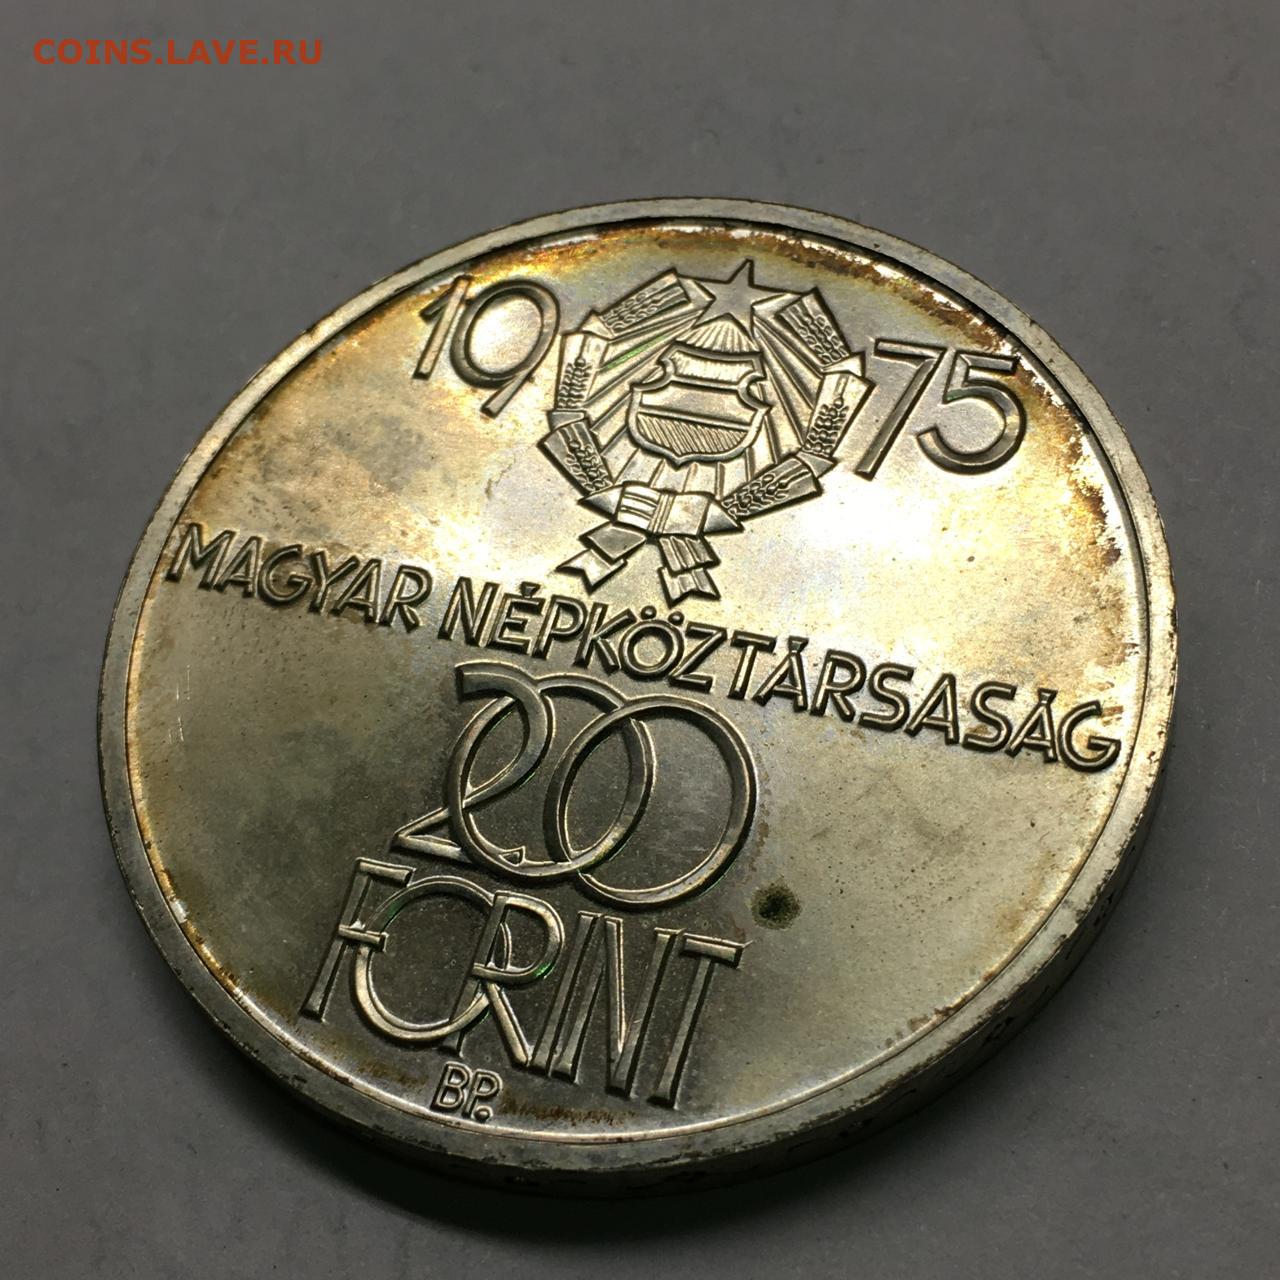 COINS.LAVE.RU
1975
MAGYAR NÉPKÖZTÁRSASÁG
200
FORINT
BP.